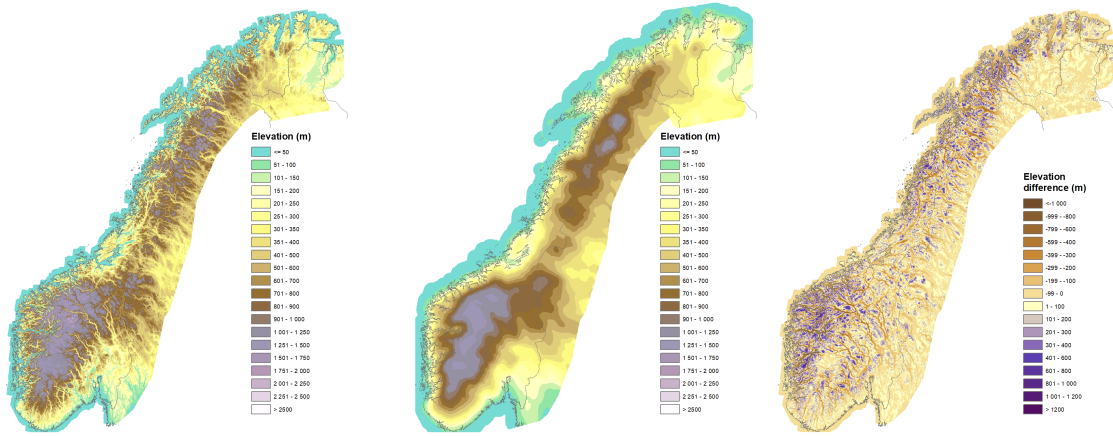 Elevation (m)
<= 50
51 - 100
101 - 150
151 - 200
201 - 250
251 - 300
301 - 350
351 - 400
401 - 500
501 - 600
601 - 700
701 - 800
801 - 900
901 - 1 000
1 001 - 1 250
1 251 - 1 500
1 501 - 1 750
1 751 - 2 000
2 001 - 2 250
2 251 - 2 500
> 2500
Elevation (m)
<= 50
51 - 100
101 - 150
151 - 200
201 - 250
251 - 300
301 - 350
351 - 400
401 - 500
501 - 600
601 - 700
701 - 800
801 - 900
901 - 1 000
1 001 - 1 250
1 251 - 1 500
1 501 - 1 750
1 751 - 2 000
2 001 - 2 250
2 251 - 2 500
> 2500
Elevation
difference (m)
<-1 000
-999 - -800
-799 - -600
-599 - -400
-399 - -300
-299 - -200
-199 - -100
-99 - 0
1 - 100
101 - 200
201 - 300
301 - 400
401 - 600
601 - 800
801 - 1 000
1 001 - 1 200
> 1200